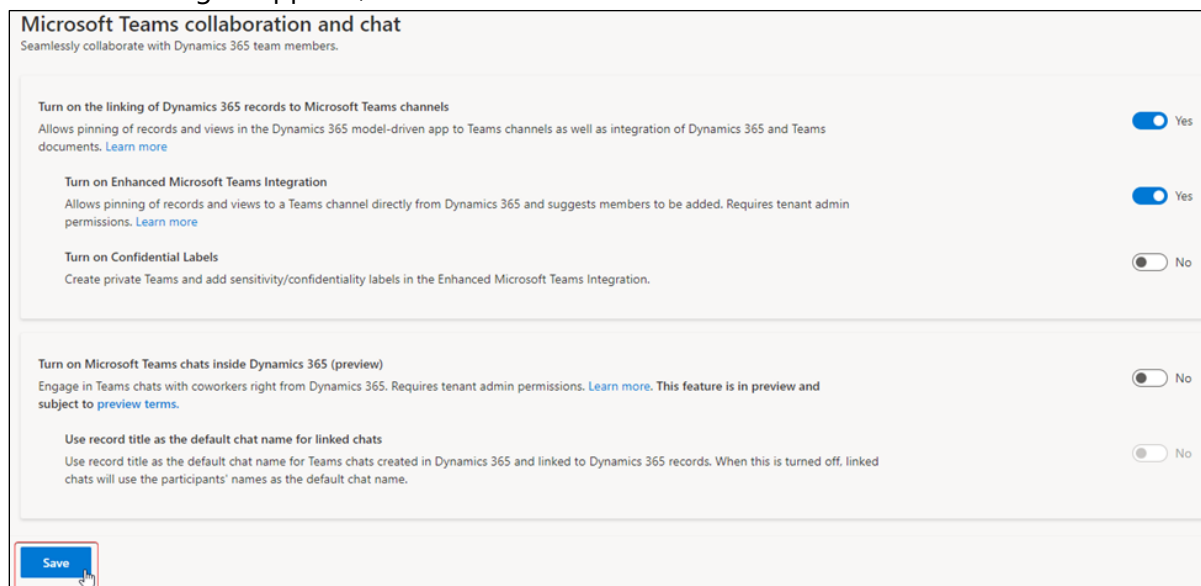 Microsoft Teams collaboration and chat
Seamlessly collaborate with Dynamics 365 team members.
Turn on the linking of Dynamics 365 records to Microsoft Teams channels
Allows pinning of records and views in the Dynamics 365 model-driven app to Teams channels as well as integration of Dynamics 365 and Teams
documents. Learn more
Yes
Turn on Enhanced Microsoft Teams Integration
Allows pinning of records and views to a Teams channel directly from Dynamics 365 and suggests members to be added. Requires tenant admin
permissions. Learn more
Yes
Turn on Confidential Labels
Create private Teams and add sensitivity/confidentiality labels in the Enhanced Microsoft Teams Integration.
No
Turn on Microsoft Teams chats inside Dynamics 365 (preview)
Engage in Teams chats with coworkers right from Dynamics 365. Requires tenant admin permissions. Learn more. This feature is in preview and
subject to preview terms.
No
Use record title as the default chat name for linked chats
Use record title as the default chat name for Teams chats created in Dynamics 365 and linked to Dynamics 365 records. When this is turned off, linked
chats will use the participants' names as the default chat name.
No
Save